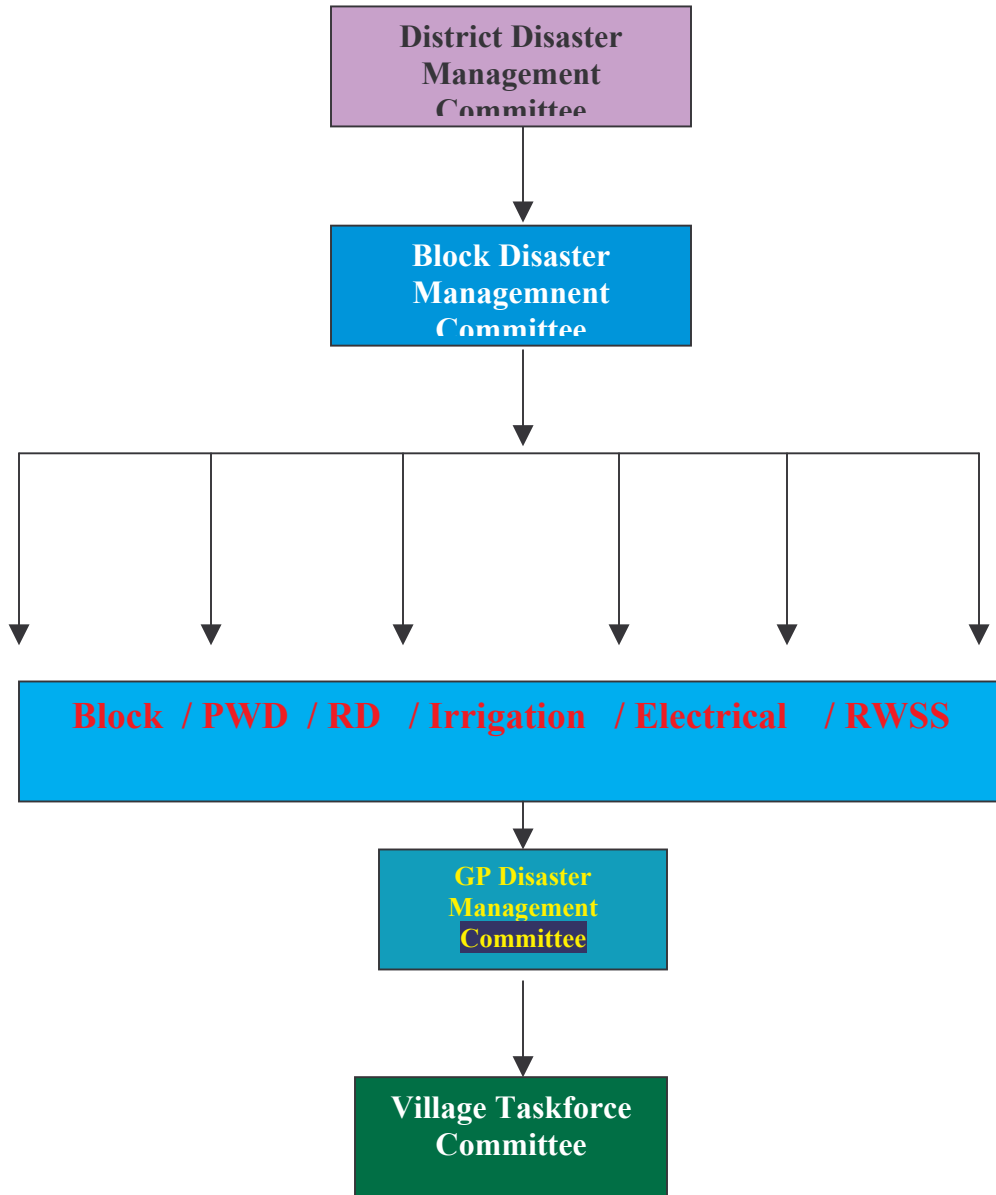 District Disaster
Management
Committee
Block Disaster
Managemnent
Committee
Block / PWD / RD / Irrigation / Electrical / RWSS
GP Disaster
Management
Committee
Village Taskforce
Committee